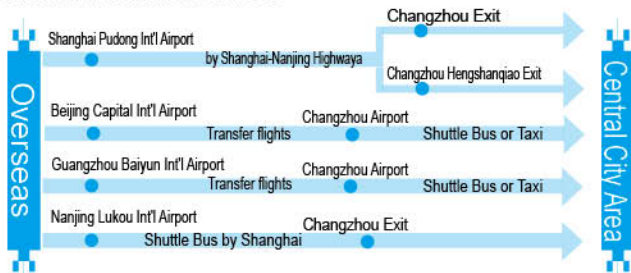 Overseas
Changzhou Exit
Shanghai Pudong Int'l Airport
by Shanghai-Nanjing Highwaya
Changzhou Hengshanqiao Exit
Beijing Capital Int'l Airport
Changzhou Airport
Transfer flights
Shuttle Bus or Taxi
Guangzhou Baiyun Int'l Airport
Changzhou Airport
Transfer flights
Shuttle Bus or Taxi
Nanjing Lukou Int'l Airport
Changzhou Exit
Shuttle Bus by Shanghai
Central City Area